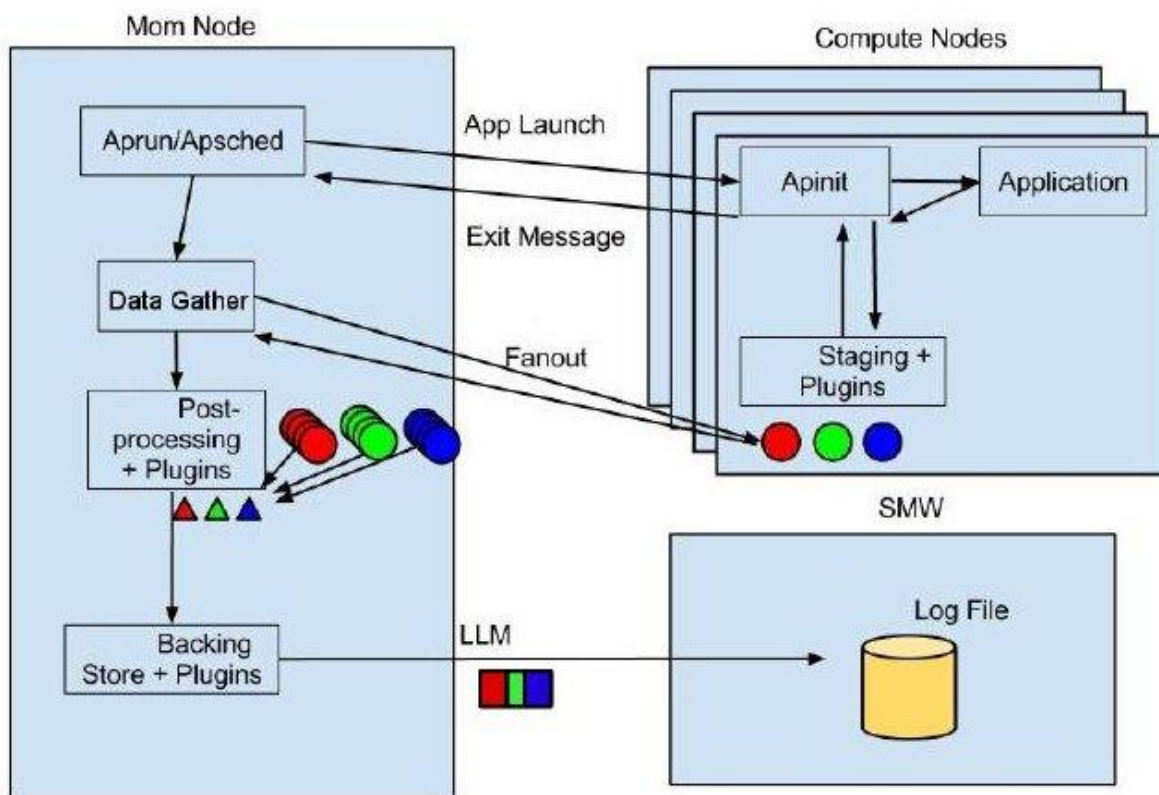 Mom Node
Compute Nodes
Aprun/Apsched
App Launch
Apinit
Application
Exit Message
Data Gather
Fanout
Staging +
Plugins
Post-
processing
+ Plugins
SMW
Backing
Store + Plugins
LLM
Log File